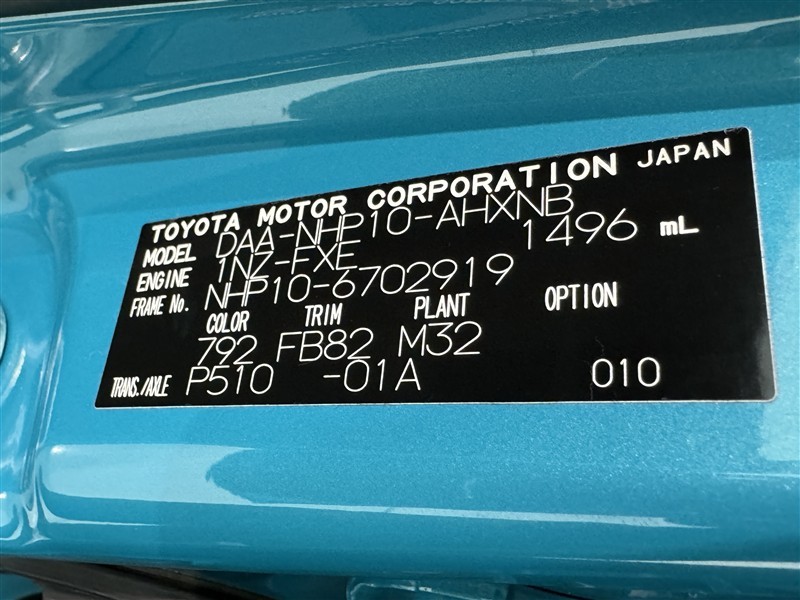 TOYOTA MOTOR CORPORATION JAPAN
MODEL DAA-NHP10-AHXNB
ENGINE 1NZ-FXE 1496 mL
FRAME No. NHP10-6702919
COLOR TRIM PLANT OPTION
792 FB82 M32
TRANS./AXLE P510 -01A 010